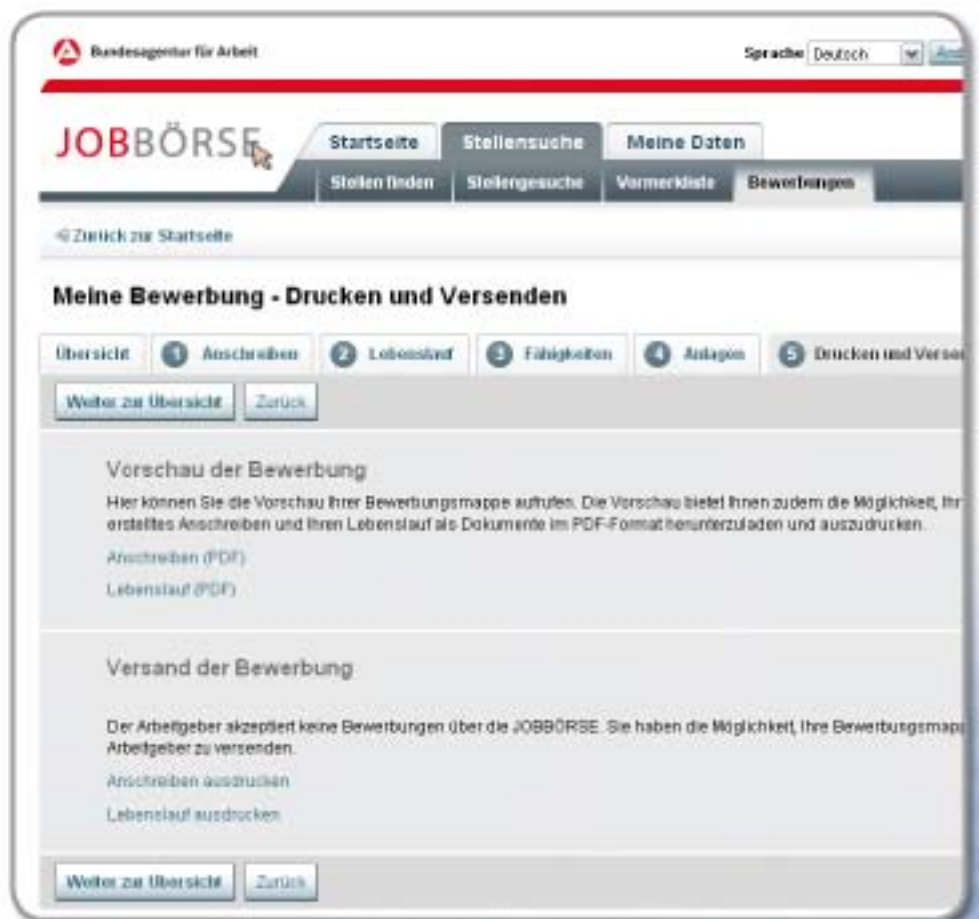 Bundesagentur für Arbeit
Sprache Deutsch
JOBBÖRSE
Startseite Stellensuche Meine Daten
Stellen finden Stellengesuche Vormerkliste Bewerbungen
Zurück zur Startseite
Meine Bewerbung - Drucken und Versenden
Übersicht 1 Anschreiben 2 Lebenslauf 3 Fähigkeiten 4 Anlagen 5 Drucken und Versen
Weiter zur Übersicht Zurück
Vorschau der Bewerbung
Hier können Sie die Vorschau Ihrer Bewerbungsmappe aufrufen. Die Vorschau bietet Ihnen zudem die Möglichkeit, Ihr
erstelltes Anschreiben und Ihren Lebenslauf als Dokumente im PDF-Format herunterzuladen und auszudrucken.
Anschreiben (PDF)
Lebenslauf (PDF)
Versand der Bewerbung
Der Arbeitgeber akzeptiert keine Bewerbungen über die JOBBÖRSE. Sie haben die Möglichkeit, Ihre Bewerbungsmapp
Arbeitgeber zu versenden.
Anschreiben ausdrucken
Lebenslauf ausdrucken
Weiter zur Übersicht Zurück